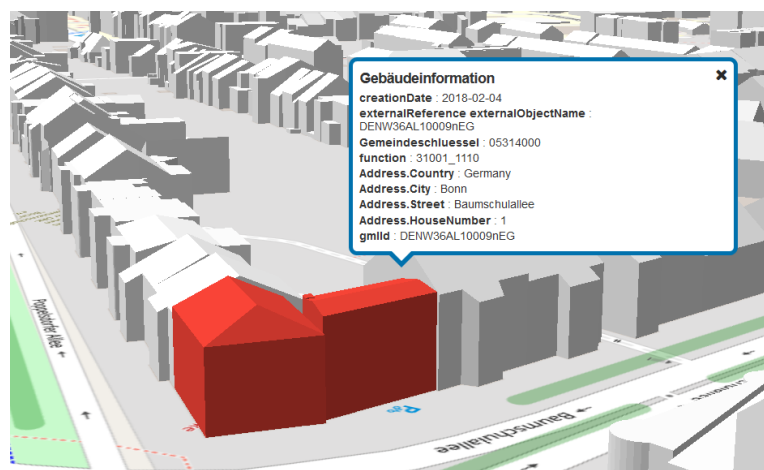 Gebäudeinformation
creationDate : 2018-02-04
externalReference externalObjectName :
DENW36AL10009nEG
Gemeindeschluessel : 05314000
function : 31001_1110
Address.Country : Germany
Address.City : Bonn
Address.Street : Baumschulallee
Address.HouseNumber : 1
gmlId : DENW36AL10009nEG
Poppelsdorfer Allee
Baumschulallee